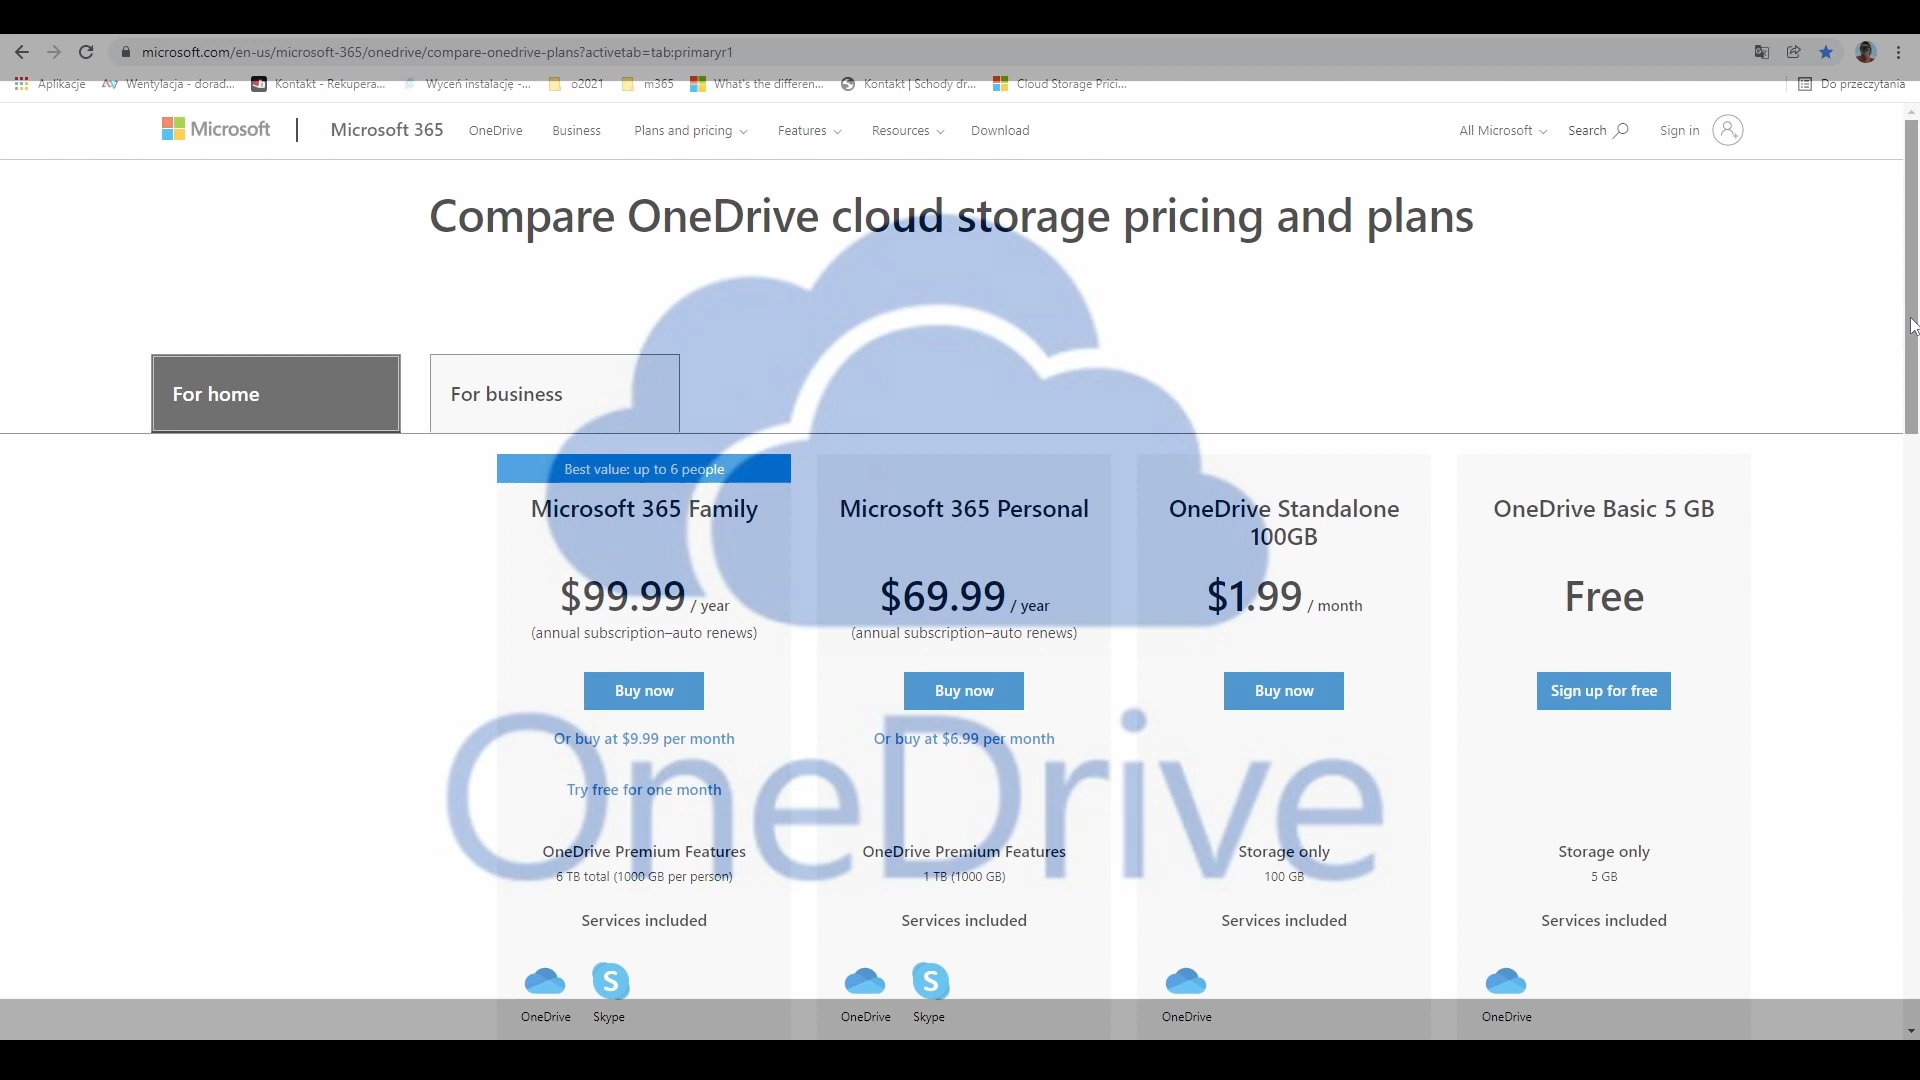 microsoft.com/en-us/microsoft-365/onedrive/compare-onedrive-plans?activetab=tab:primaryr1
Aplikacje Wentylacja - dorad... Kontakt - Rekupera... Wyceń instalację -... o2021 m365 What's the differen... Kontakt | Schody dr... Cloud Storage Prici... Do przeczytania
Microsoft Microsoft 365 OneDrive Business Plans and pricing Features Resources Download All Microsoft Search Sign in
Compare OneDrive cloud storage pricing and plans
For home For business
Best value: up to 6 people
Microsoft 365 Family Microsoft 365 Personal OneDrive Standalone 100GB OneDrive Basic 5 GB
$99.99 / year $69.99 / year $1.99 / month Free
(annual subscription–auto renews) (annual subscription–auto renews)
Buy now Buy now Buy now Sign up for free
Or buy at $9.99 per month Or buy at $6.99 per month
Try free for one month
OneDrive
OneDrive Premium Features OneDrive Premium Features Storage only Storage only
6 TB total (1000 GB per person) 1 TB (1000 GB) 100 GB 5 GB
Services included Services included Services included Services included
OneDrive Skype OneDrive Skype OneDrive OneDrive